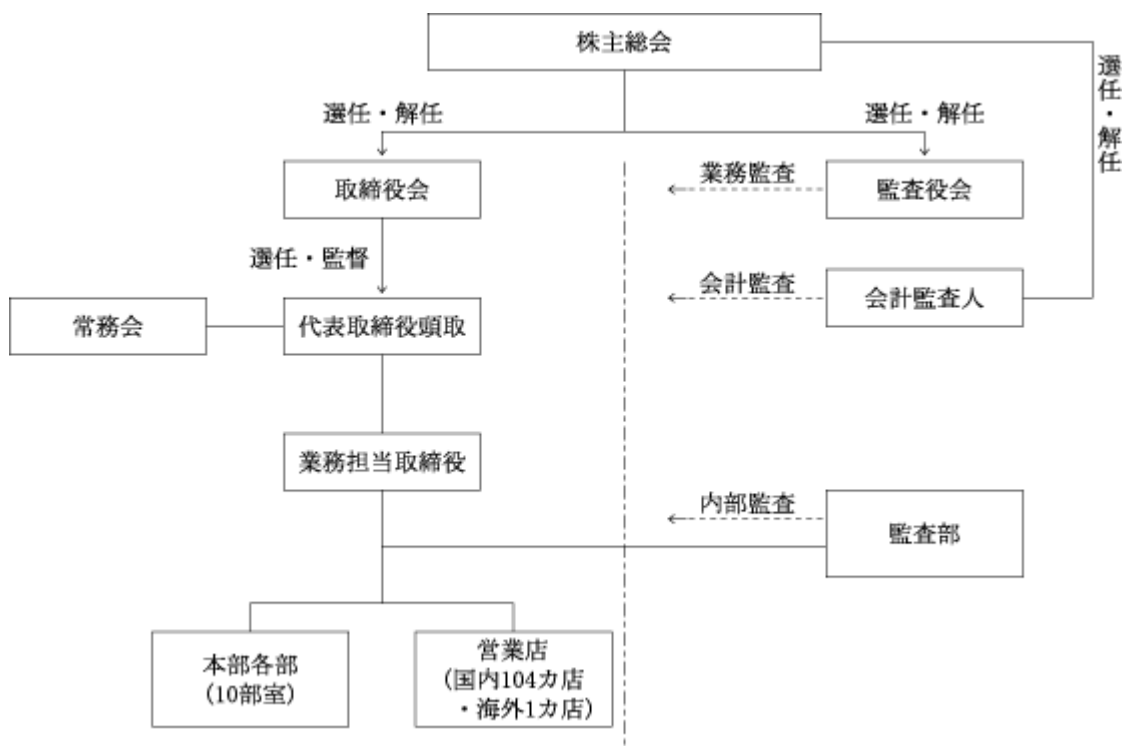 株主総会
選任・解任
選任・解任
選任・解任
取締役会
業務監査
監査役会
選任・監督
会計監査
会計監査人
常務会
代表取締役頭取
業務担当取締役
内部監査
監査部
本部各部
(10部室)
営業店
(国内104カ店
・海外1カ店)